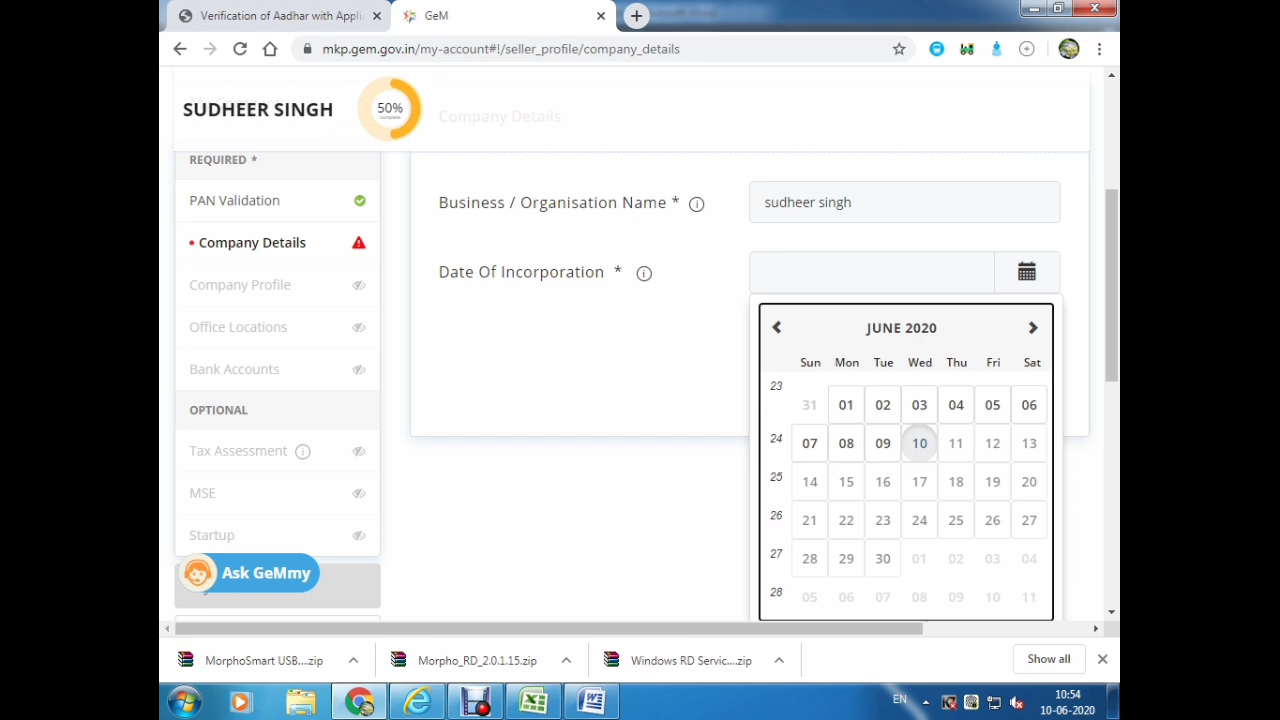 Verification of Aadhar with Appli
GeM
mkp.gem.gov.in/my-account#!/seller_profile/company_details
SUDHEER SINGH
50%
complete
Company Details
REQUIRED *
PAN Validation
Company Details
Company Profile
Office Locations
Bank Accounts
OPTIONAL
Tax Assessment
MSE
Startup
Ask GeMmy
Business / Organisation Name *
sudheer singh
Date Of Incorporation *
JUNE 2020
Sun Mon Tue Wed Thu Fri Sat
23 31 01 02 03 04 05 06
24 07 08 09 10 11 12 13
25 14 15 16 17 18 19 20
26 21 22 23 24 25 26 27
27 28 29 30 01 02 03 04
28 05 06 07 08 09 10 11
MorphoSmart USB....zip
Morpho_RD_2.0.1.15.zip
Windows RD Servic....zip
Show all
EN
10:54
10-06-2020